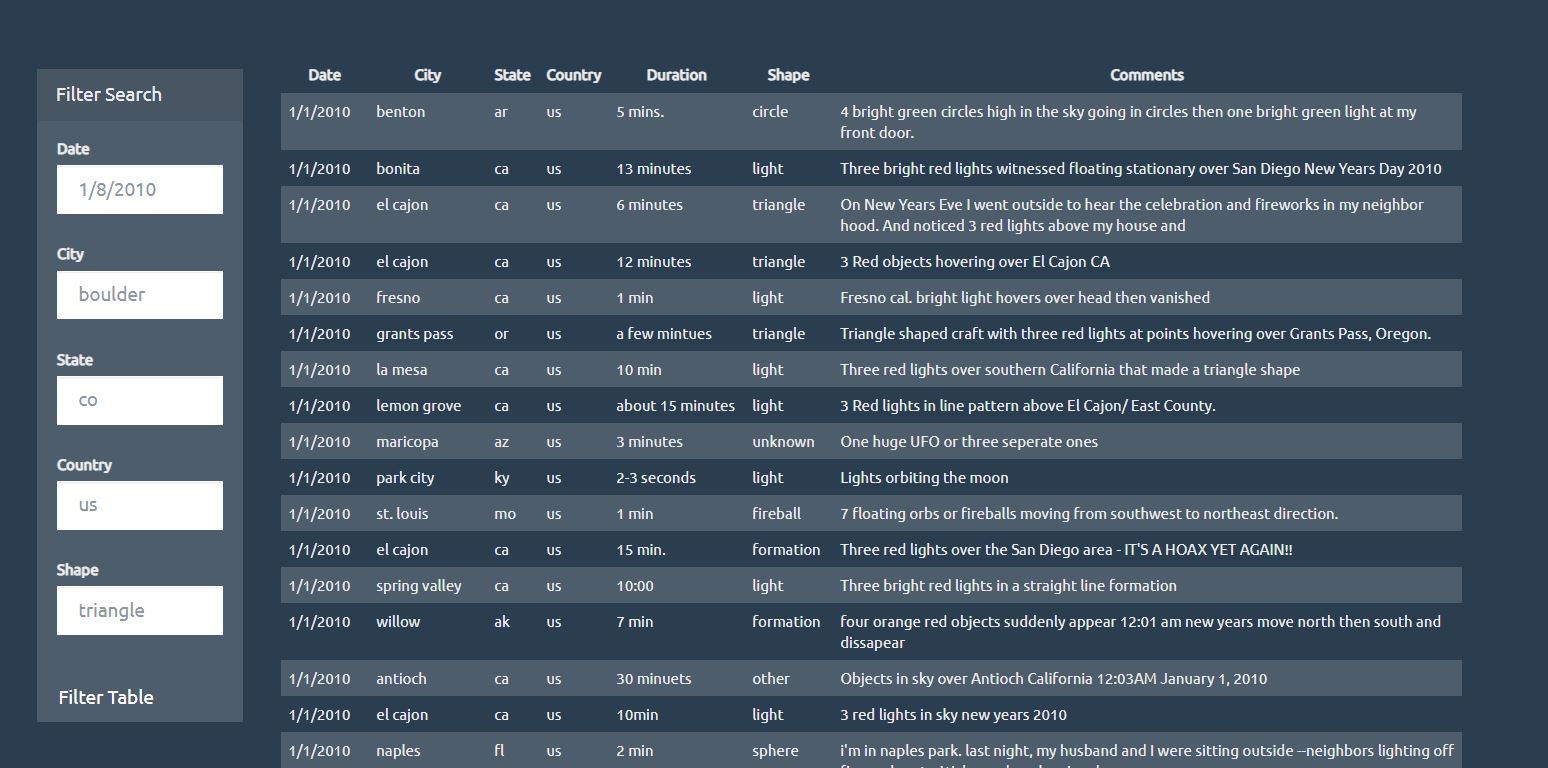 Filter Search
Date
1/8/2010
City
boulder
State
co
Country
us
Shape
triangle
Filter Table
Date City State Country Duration Shape Comments
1/1/2010 benton ar us 5 mins. circle 4 bright green circles high in the sky going in circles then one bright green light at my
front door.
1/1/2010 bonita ca us 13 minutes light Three bright red lights witnessed floating stationary over San Diego New Years Day 2010
1/1/2010 el cajon ca us 6 minutes triangle On New Years Eve I went outside to hear the celebration and fireworks in my neighbor
hood. And noticed 3 red lights above my house and
1/1/2010 el cajon ca us 12 minutes triangle 3 Red objects hovering over El Cajon CA
1/1/2010 fresno ca us 1 min light Fresno cal. bright light hovers over head then vanished
1/1/2010 grants pass or us a few mintues triangle Triangle shaped craft with three red lights at points hovering over Grants Pass, Oregon.
1/1/2010 la mesa ca us 10 min light Three red lights over southern California that made a triangle shape
1/1/2010 lemon grove ca us about 15 minutes light 3 Red lights in line pattern above El Cajon/ East County.
1/1/2010 maricopa az us 3 minutes unknown One huge UFO or three seperate ones
1/1/2010 park city ky us 2-3 seconds light Lights orbiting the moon
1/1/2010 st. louis mo us 1 min fireball 7 floating orbs or fireballs moving from southwest to northeast direction.
1/1/2010 el cajon ca us 15 min. formation Three red lights over the San Diego area - IT'S A HOAX YET AGAIN!!
1/1/2010 spring valley ca us 10:00 light Three bright red lights in a straight line formation
1/1/2010 willow ak us 7 min formation four orange red objects suddenly appear 12:01 am new years move north then south and
dissapear
1/1/2010 antioch ca us 30 minuets other Objects in sky over Antioch California 12:03AM January 1, 2010
1/1/2010 el cajon ca us 10min light 3 red lights in sky new years 2010
1/1/2010 naples fl us 2 min sphere i'm in naples park. last night, my husband and I were sitting outside --neighbors lighting off